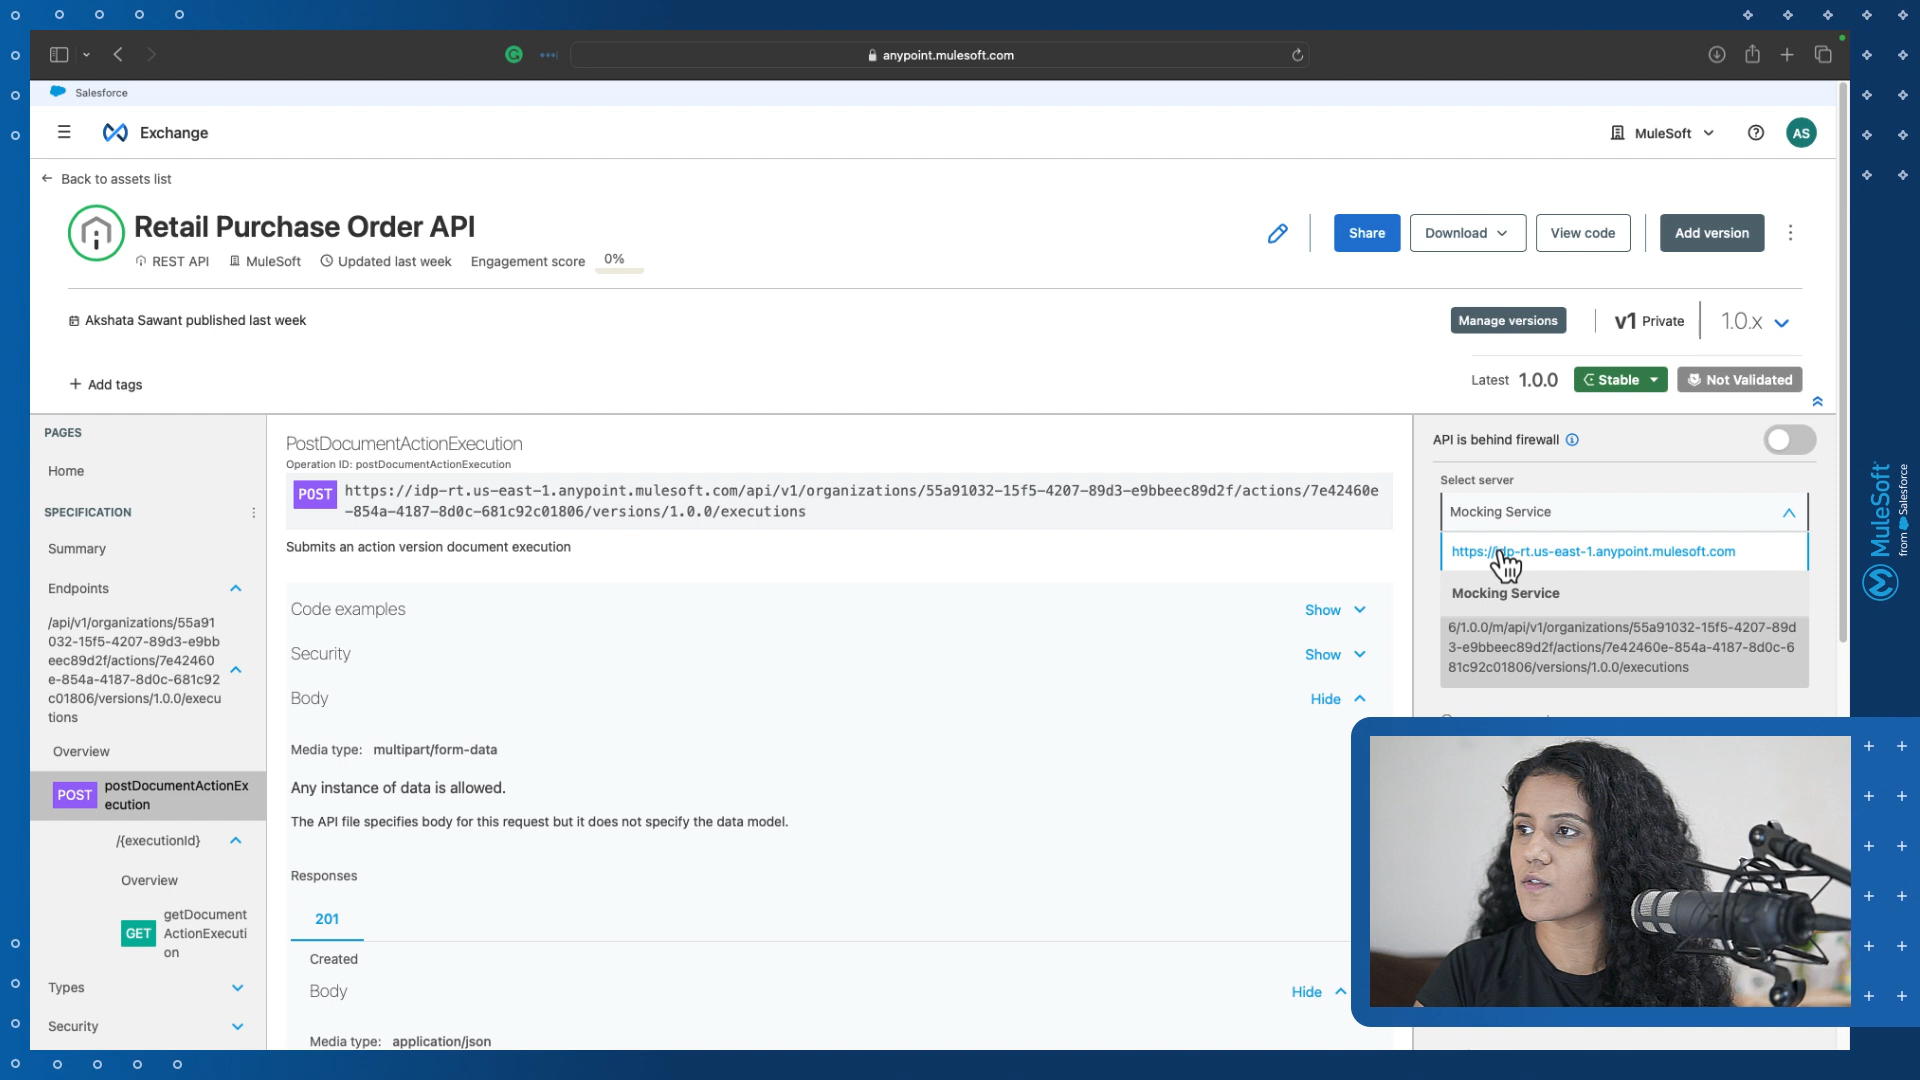 anypoint.mulesoft.com
Salesforce
Exchange
MuleSoft
AS
Back to assets list
Retail Purchase Order API
Share
Download
View code
Add version
REST API
MuleSoft
Updated last week
Engagement score
0%
Akshata Sawant published last week
Manage versions
v1 Private
1.0.x
+ Add tags
Latest 1.0.0
Stable
Not Validated
PAGES
Home
SPECIFICATION
Summary
Endpoints
/api/v1/organizations/55a91
032-15f5-4207-89d3-e9bb
eec89d2f/actions/7e42460
e-854a-4187-8d0c-681c92
c01806/versions/1.0.0/execu
tions
Overview
POST
postDocumentActionEx
ecution
/{executionId}
Overview
GET
getDocument
ActionExecuti
on
Types
Security
PostDocumentActionExecution
Operation ID: postDocumentActionExecution
POST
https://idp-rt.us-east-1.anypoint.mulesoft.com/api/v1/organizations/55a91032-15f5-4207-89d3-e9bbeec89d2f/actions/7e42460e
-854a-4187-8d0c-681c92c01806/versions/1.0.0/executions
Submits an action version document execution
Code examples
Show
Security
Show
Body
Hide
Media type: multipart/form-data
Any instance of data is allowed.
The API file specifies body for this request but it does not specify the data model.
Responses
201
Created
Body
Hide
Media type: application/json
API is behind firewall
Select server
Mocking Service
https://idp-rt.us-east-1.anypoint.mulesoft.com
Mocking Service
6/1.0.0/m/api/v1/organizations/55a91032-15f5-4207-89d
3-e9bbeec89d2f/actions/7e42460e-854a-4187-8d0c-6
81c92c01806/versions/1.0.0/executions
MuleSoft
from Salesforce